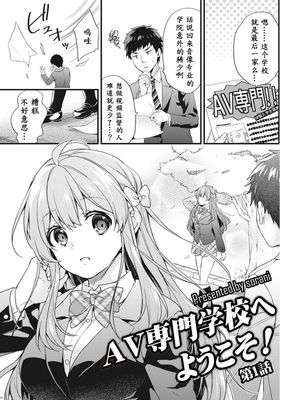 嗯……这个学校
就是最后一家么…
AV専門!!
话说回来音像专业的
学院意外的稀少啊
想做视频监督的人
难道就更少了…?
ビュオッ
呜哇
糟糕
不好意思…
Presented by sorani
AV専門学校へ
ようこそ!
第1話